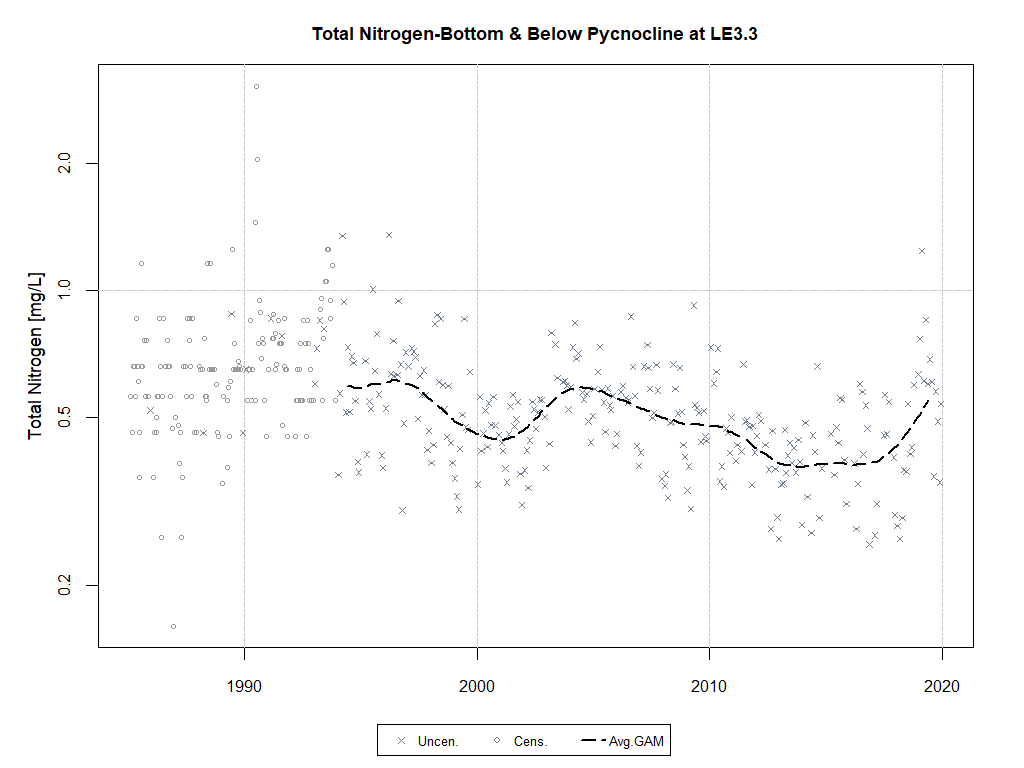 Total Nitrogen-Bottom & Below Pycnocline at LE3.3
Total Nitrogen [mg/L]
2.0
1.0
0.5
0.2
1990 2000 2010 2020
Uncen. Cens. Avg.GAM